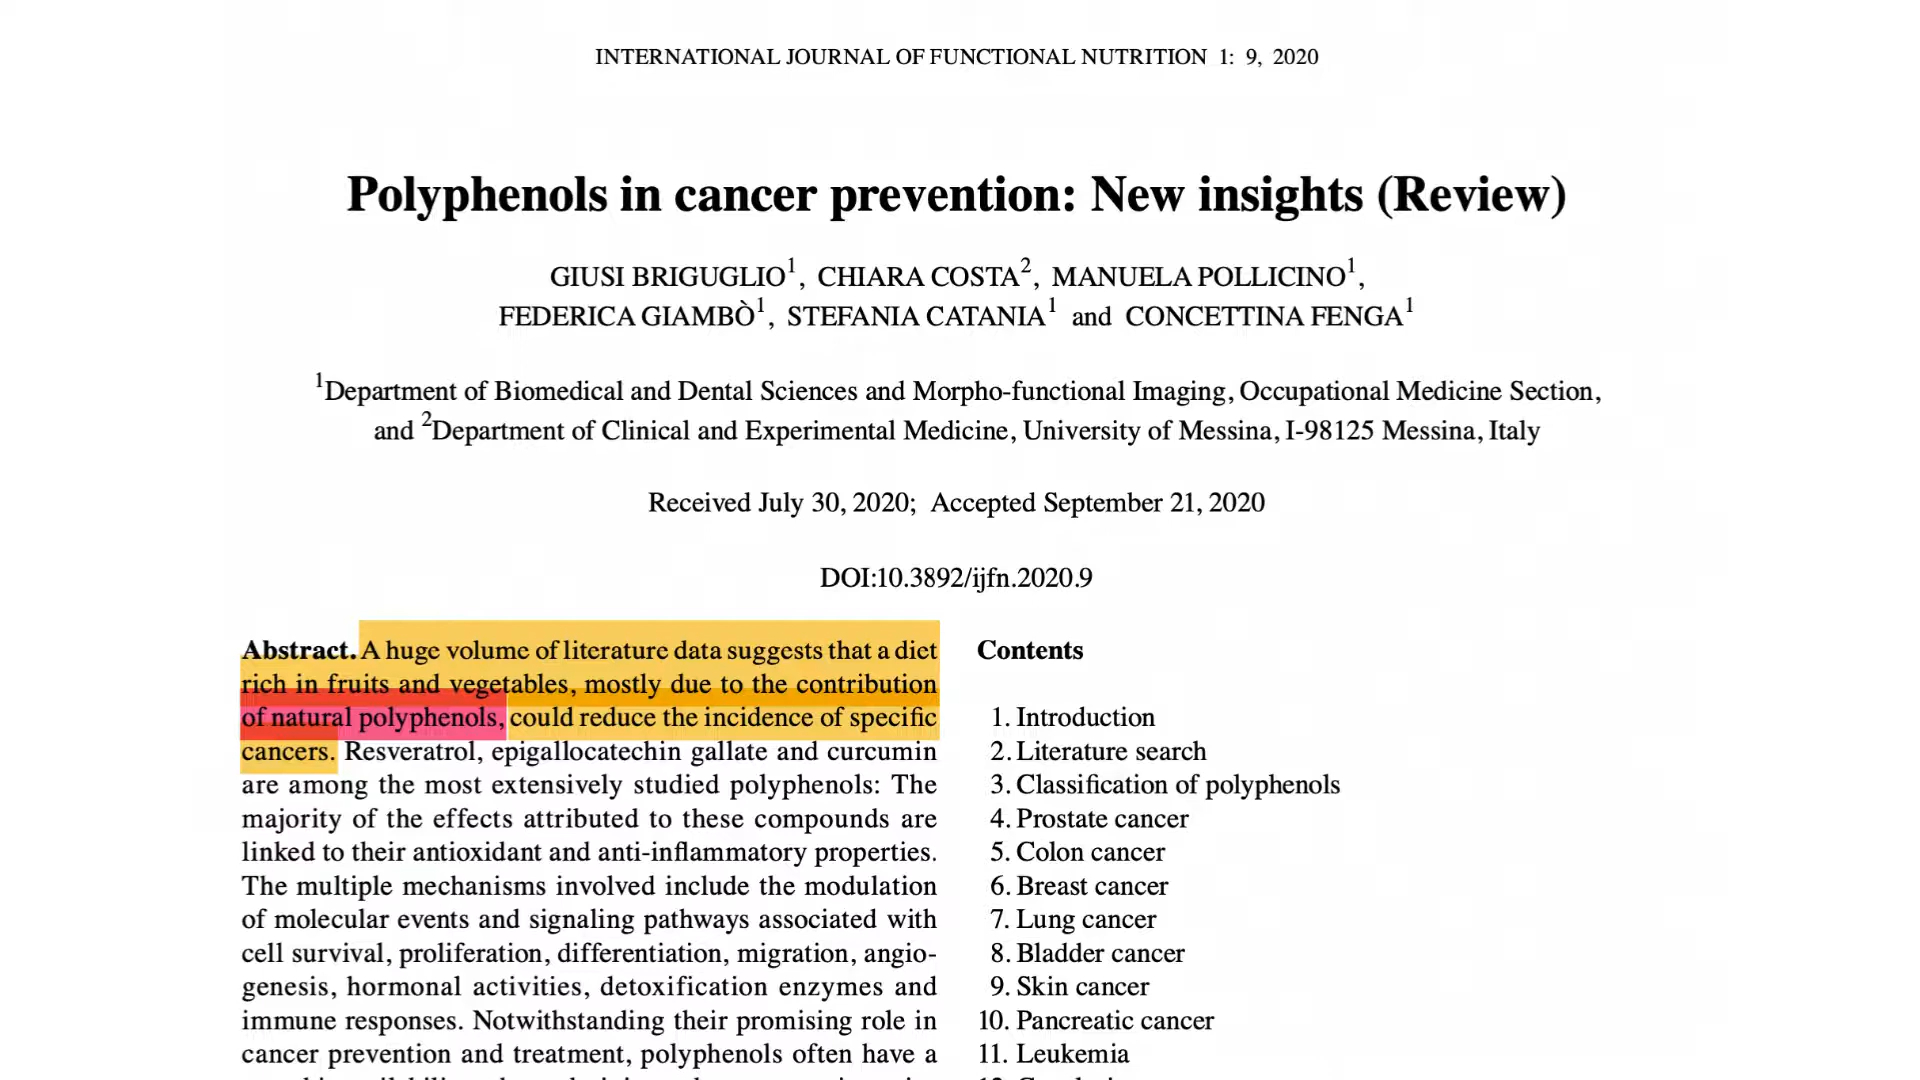 INTERNATIONAL JOURNAL OF FUNCTIONAL NUTRITION 1: 9, 2020
Polyphenols in cancer prevention: New insights (Review)
GIUSI BRIGUGLIO1, CHIARA COSTA2, MANUELA POLLICINO1,
FEDERICA GIAMBÒ1, STEFANIA CATANIA1 and CONCETTINA FENGA1
1Department of Biomedical and Dental Sciences and Morpho-functional Imaging, Occupational Medicine Section,
and 2Department of Clinical and Experimental Medicine, University of Messina, I-98125 Messina, Italy
Received July 30, 2020; Accepted September 21, 2020
DOI:10.3892/ijfn.2020.9
Abstract. A huge volume of literature data suggests that a diet
rich in fruits and vegetables, mostly due to the contribution
of natural polyphenols, could reduce the incidence of specific
cancers. Resveratrol, epigallocatechin gallate and curcumin
are among the most extensively studied polyphenols: The
majority of the effects attributed to these compounds are
linked to their antioxidant and anti-inflammatory properties.
The multiple mechanisms involved include the modulation
of molecular events and signaling pathways associated with
cell survival, proliferation, differentiation, migration, angio-
genesis, hormonal activities, detoxification enzymes and
immune responses. Notwithstanding their promising role in
cancer prevention and treatment, polyphenols often have a
Contents
1. Introduction
2. Literature search
3. Classification of polyphenols
4. Prostate cancer
5. Colon cancer
6. Breast cancer
7. Lung cancer
8. Bladder cancer
9. Skin cancer
10. Pancreatic cancer
11. Leukemia